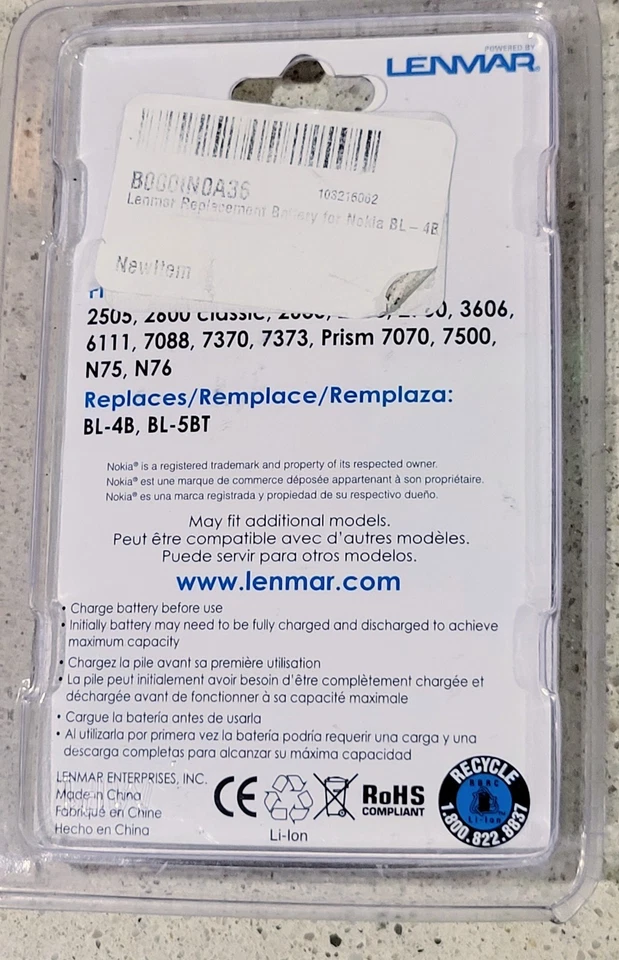 POWERED BY
LENMAR
103216062
Lenmar Replacement Battery for Nokia BL-4B
NewItem
2505, 2600 classic, 3606,
6111, 7088, 7370, 7373, Prism 7070, 7500,
N75, N76
Replaces/Remplace/Remplaza:
BL-4B, BL-5BT
Nokia® is a registered trademark and property of its respected owner.
Nokia® est une marque de commerce déposée appartenant à son propriétaire.
Nokia® es una marca registrada y propiedad de su respectivo dueño.
May fit additional models.
Peut être compatible avec d'autres modèles.
Puede servir para otros modelos.
www.lenmar.com
• Charge battery before use
• Initially battery may need to be fully charged and discharged to achieve
maximum capacity
• Chargez la pile avant sa première utilisation
• La pile peut initialement avoir besoin d'être complètement chargée et
déchargée avant de fonctionner à sa capacité maximale
• Cargue la batería antes de usarla
• Al utilizarla por primera vez la batería podría requerir una carga y una
descarga completas para alcanzar su máxima capacidad
LENMAR ENTERPRISES, INC.
Made in China
Fabriqué en Chine
Hecho en China
CE
Li-Ion
RoHS
COMPLIANT
RECYCLE
RBRC
Li-Ion
1.800.822.8837